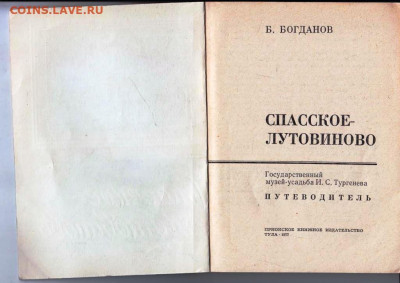 COINS.LAVE.RU
Б. БОГДАНОВ
СПАССКОЕ-
ЛУТОВИНОВО
Государственный
музей-усадьба И. С. Тургенева
ПУТЕВОДИТЕЛЬ
ПРИОКСКОЕ КНИЖНОЕ ИЗДАТЕЛЬСТВО
ТУЛА